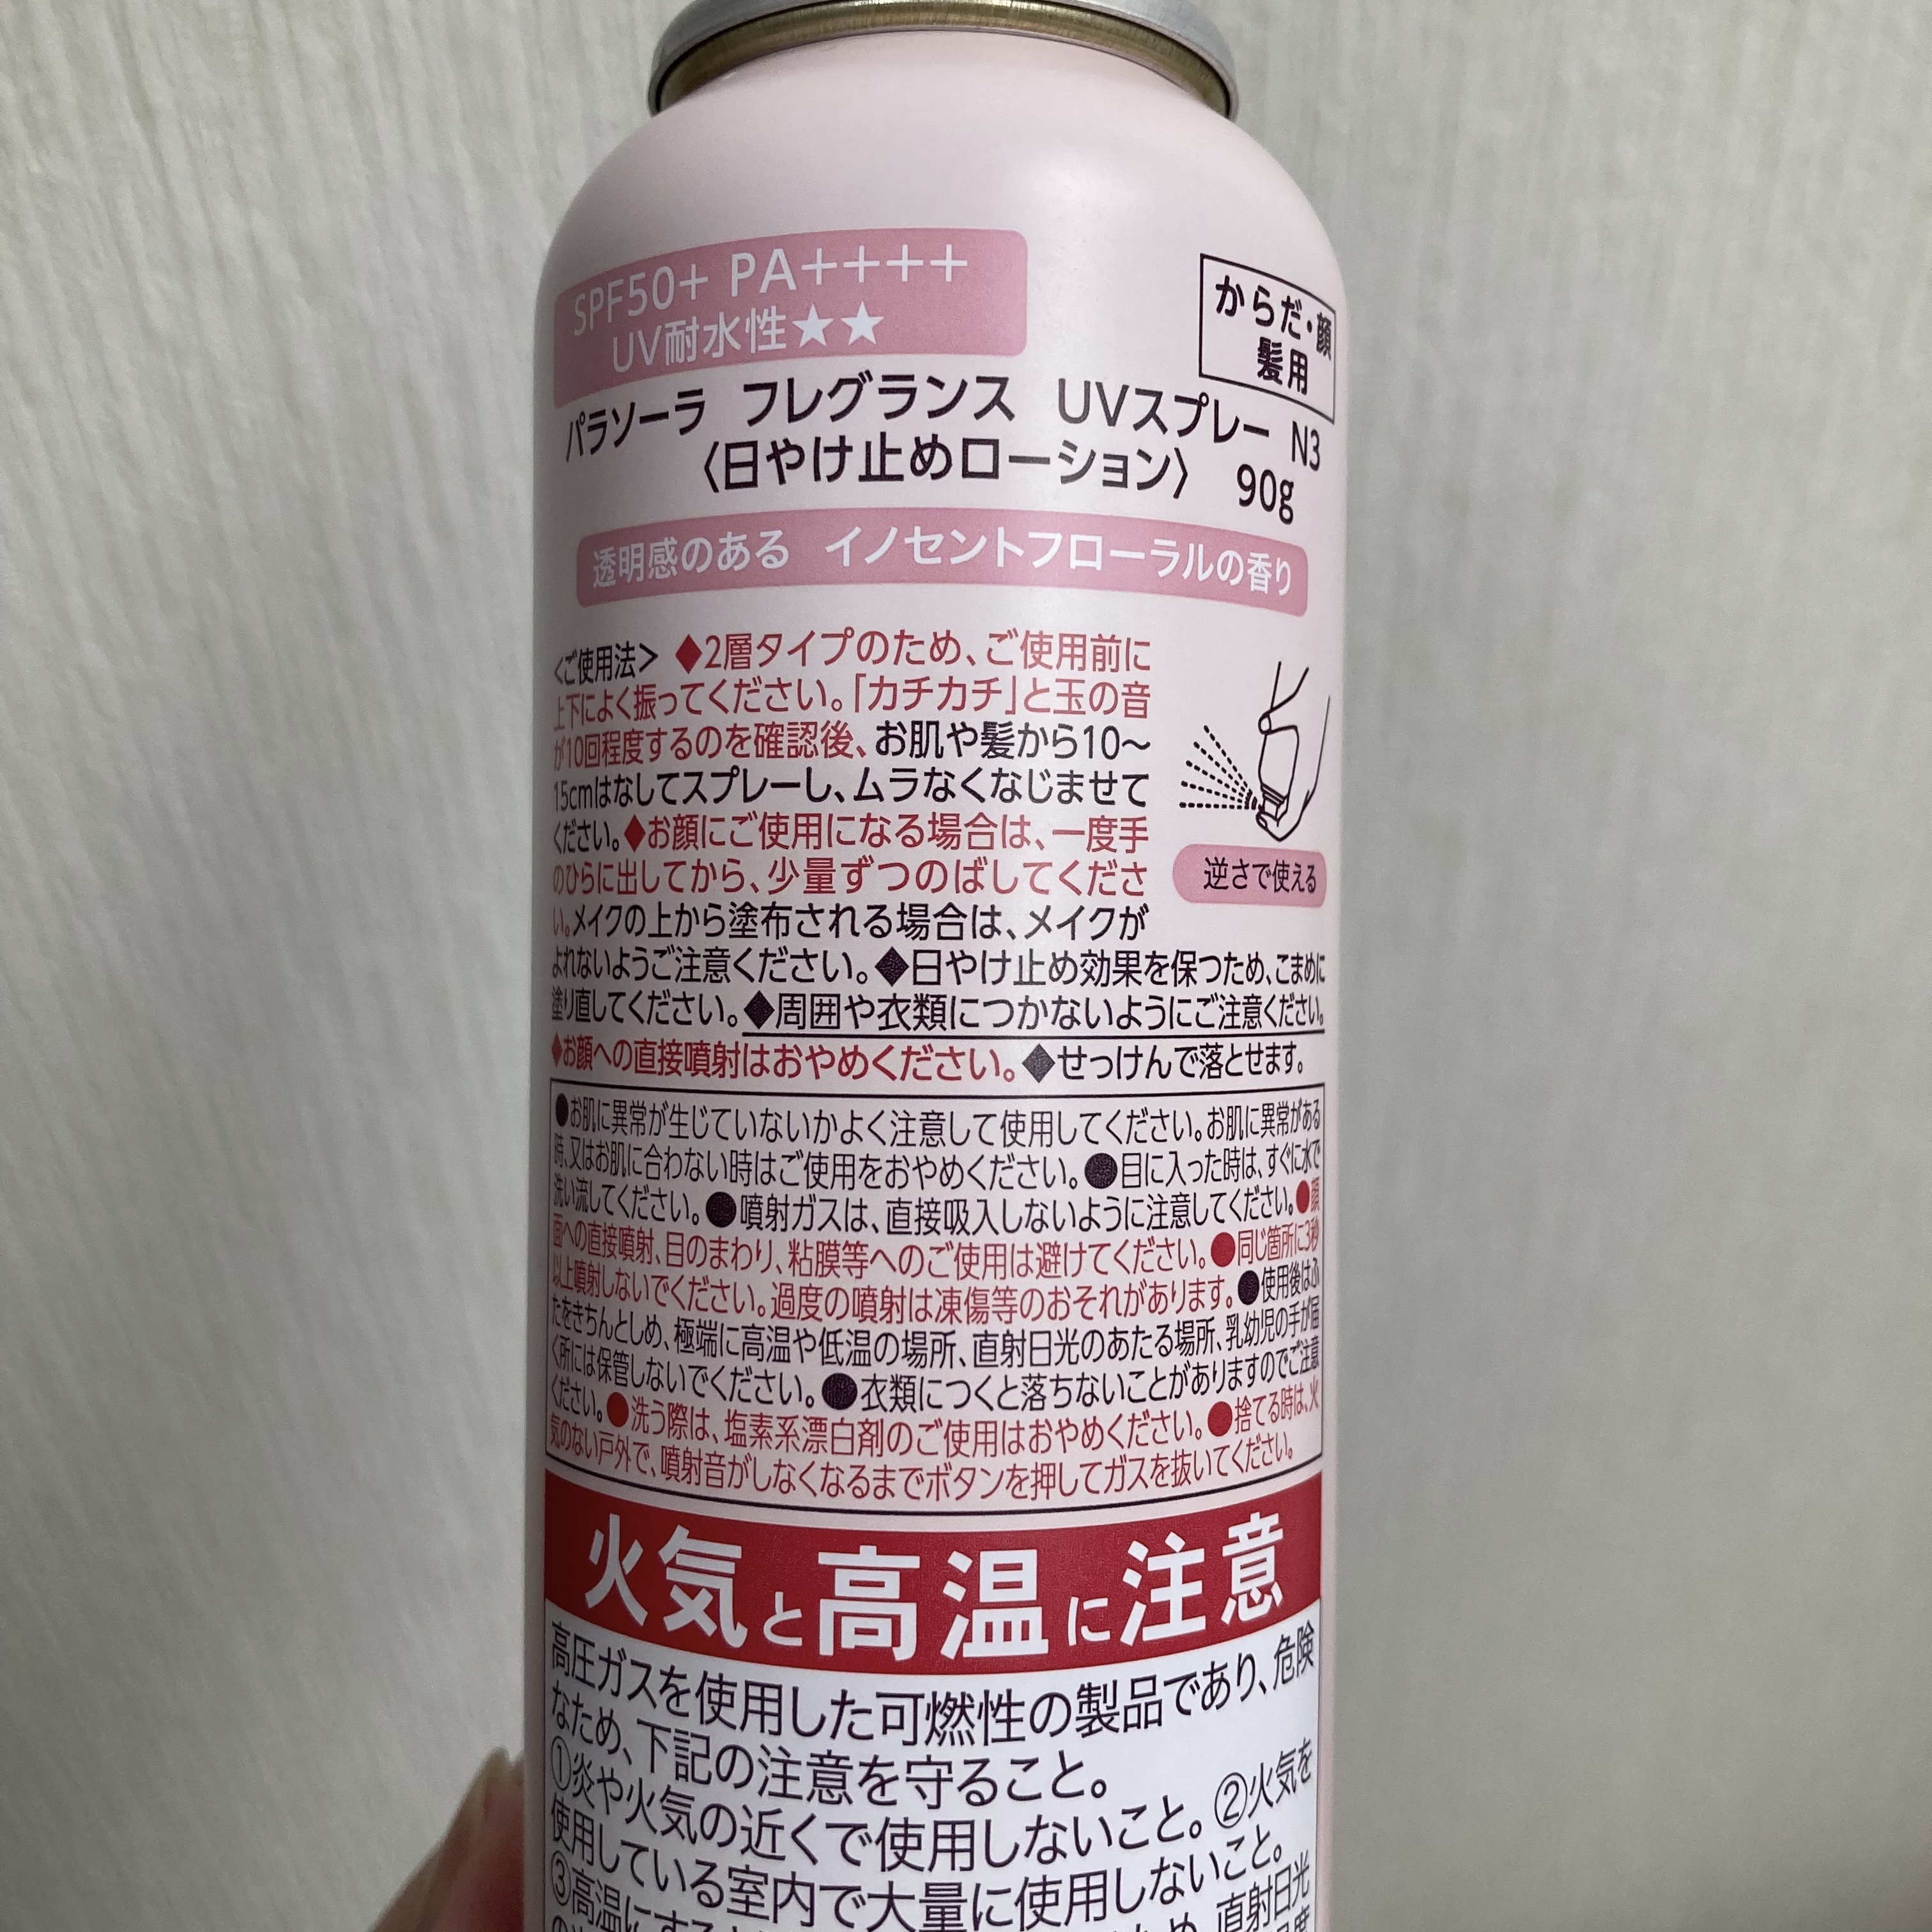 SPF50+ PA++++
UV耐水性★★
からだ・顔
髪用
パラソーラ フレグランス UVスプレー N3
〈日やけ止めローション〉 90g
透明感のある イノセントフローラルの香り
<ご使用法> ◆2層タイプのため、ご使用前に
上下によく振ってください。「カチカチ」と玉の音
が10回程度するのを確認後、お肌や髪から10〜
15cmはなしてスプレーし、ムラなくなじませて
ください。◆お顔にご使用になる場合は、一度手
のひらに出してから、少量ずつのばしてくださ
い。メイクの上から塗布される場合は、メイクが
よれないようご注意ください。◆日やけ止め効果を保つため、こまめに
塗り直してください。◆周囲や衣類につかないようにご注意ください。
◆お顔への直接噴射はおやめください。◆せっけんで落とせます。
逆さで使える
●お肌に異常が生じていないかよく注意して使用してください。お肌に異常がある
時、又はお肌に合わない時はご使用をおやめください。●目に入った時は、すぐに水で
洗い流してください。●噴射ガスは、直接吸入しないように注意してください。●顔
面への直接噴射、目のまわり、粘膜等へのご使用は避けてください。●同じ箇所に3秒
以上噴射しないでください。過度の噴射は凍傷等のおそれがあります。●使用後はふ
たをきちんとしめ、極端に高温や低温の場所、直射日光のあたる場所、乳幼児の手が届
く所には保管しないでください。●衣類につくと落ちないことがありますのでご注意
ください。●洗う際は、塩素系漂白剤のご使用はおやめください。●捨てる時は、火
気のない戸外で、噴射音がしなくなるまでボタンを押してガスを抜いてください。
火気と高温に注意
高圧ガスを使用した可燃性の製品であり、危険
なため、下記の注意を守ること。
①炎や火気の近くで使用しないこと。②火気を
使用している室内で大量に使用しないこと。
③高温にすると 直射日光